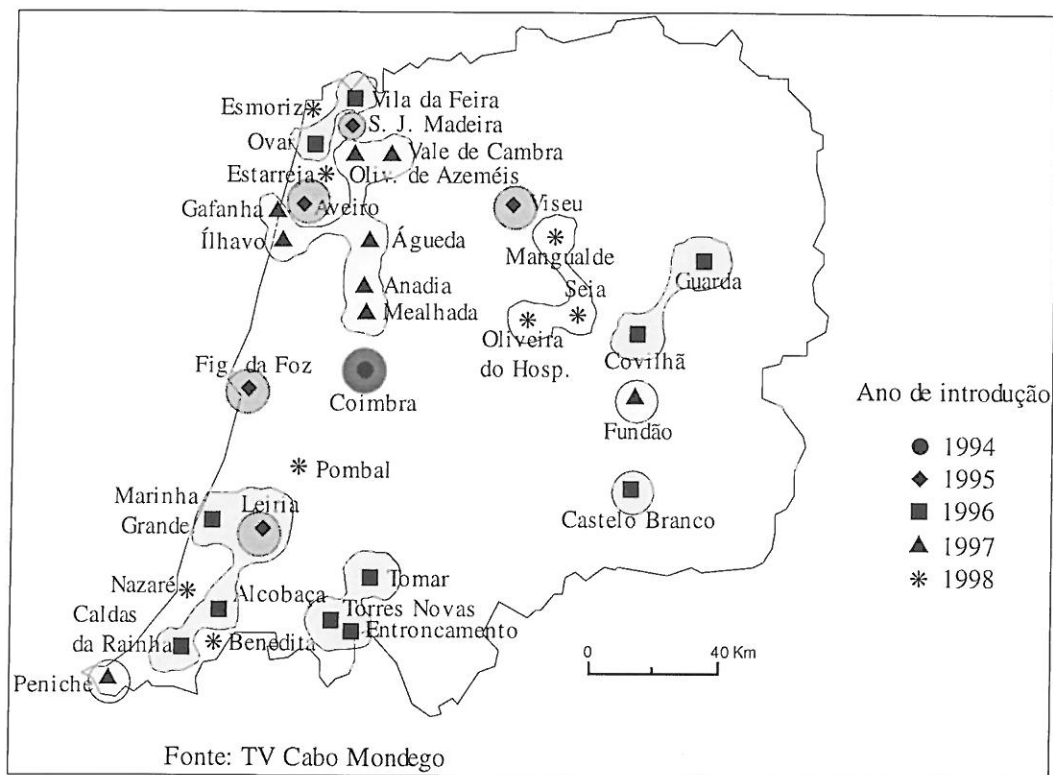 Esmoriz
Vila da Feira
S. J. Madeira
Ovar
Vale de Cambra
Estarreja
Oliv. de Azeméis
Gafanha
Aveiro
Viseu
Ílhavo
Águeda
Mangualde
Guarda
Anadia
Seia
Mealhada
Oliveira
do Hosp.
Covilhã
Fig. da Foz
Coimbra
Fundão
Ano de introdução
1994
1995
1996
1997
1998
Pombal
Marinha
Grande
Leiria
Castelo Branco
Nazaré
Alcobaça
Tomar
Caldas
da Rainha
Torres Novas
Entroncamento
Benedita
Peniche
0 40 Km
Fonte: TV Cabo Mondego